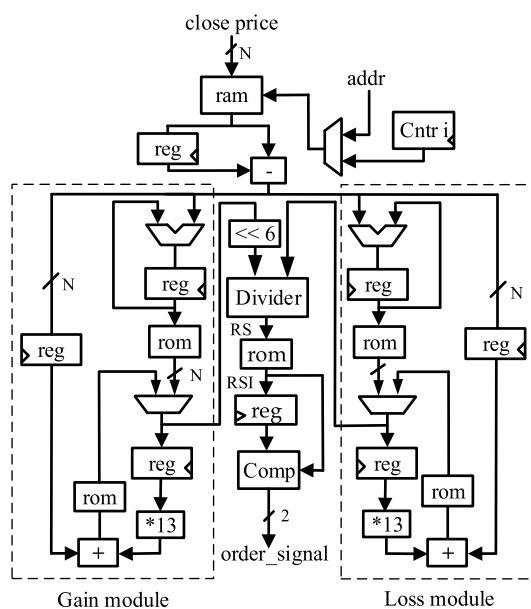 close price
N
ram
addr
Cntr i
reg
-
<< 6
N
reg
reg
rom
N
reg
*13
rom
+
Divider
RS
rom
RSI
reg
Comp
2
order_signal
reg
rom
reg
*13
rom
+
N
reg
Gain module
Loss module